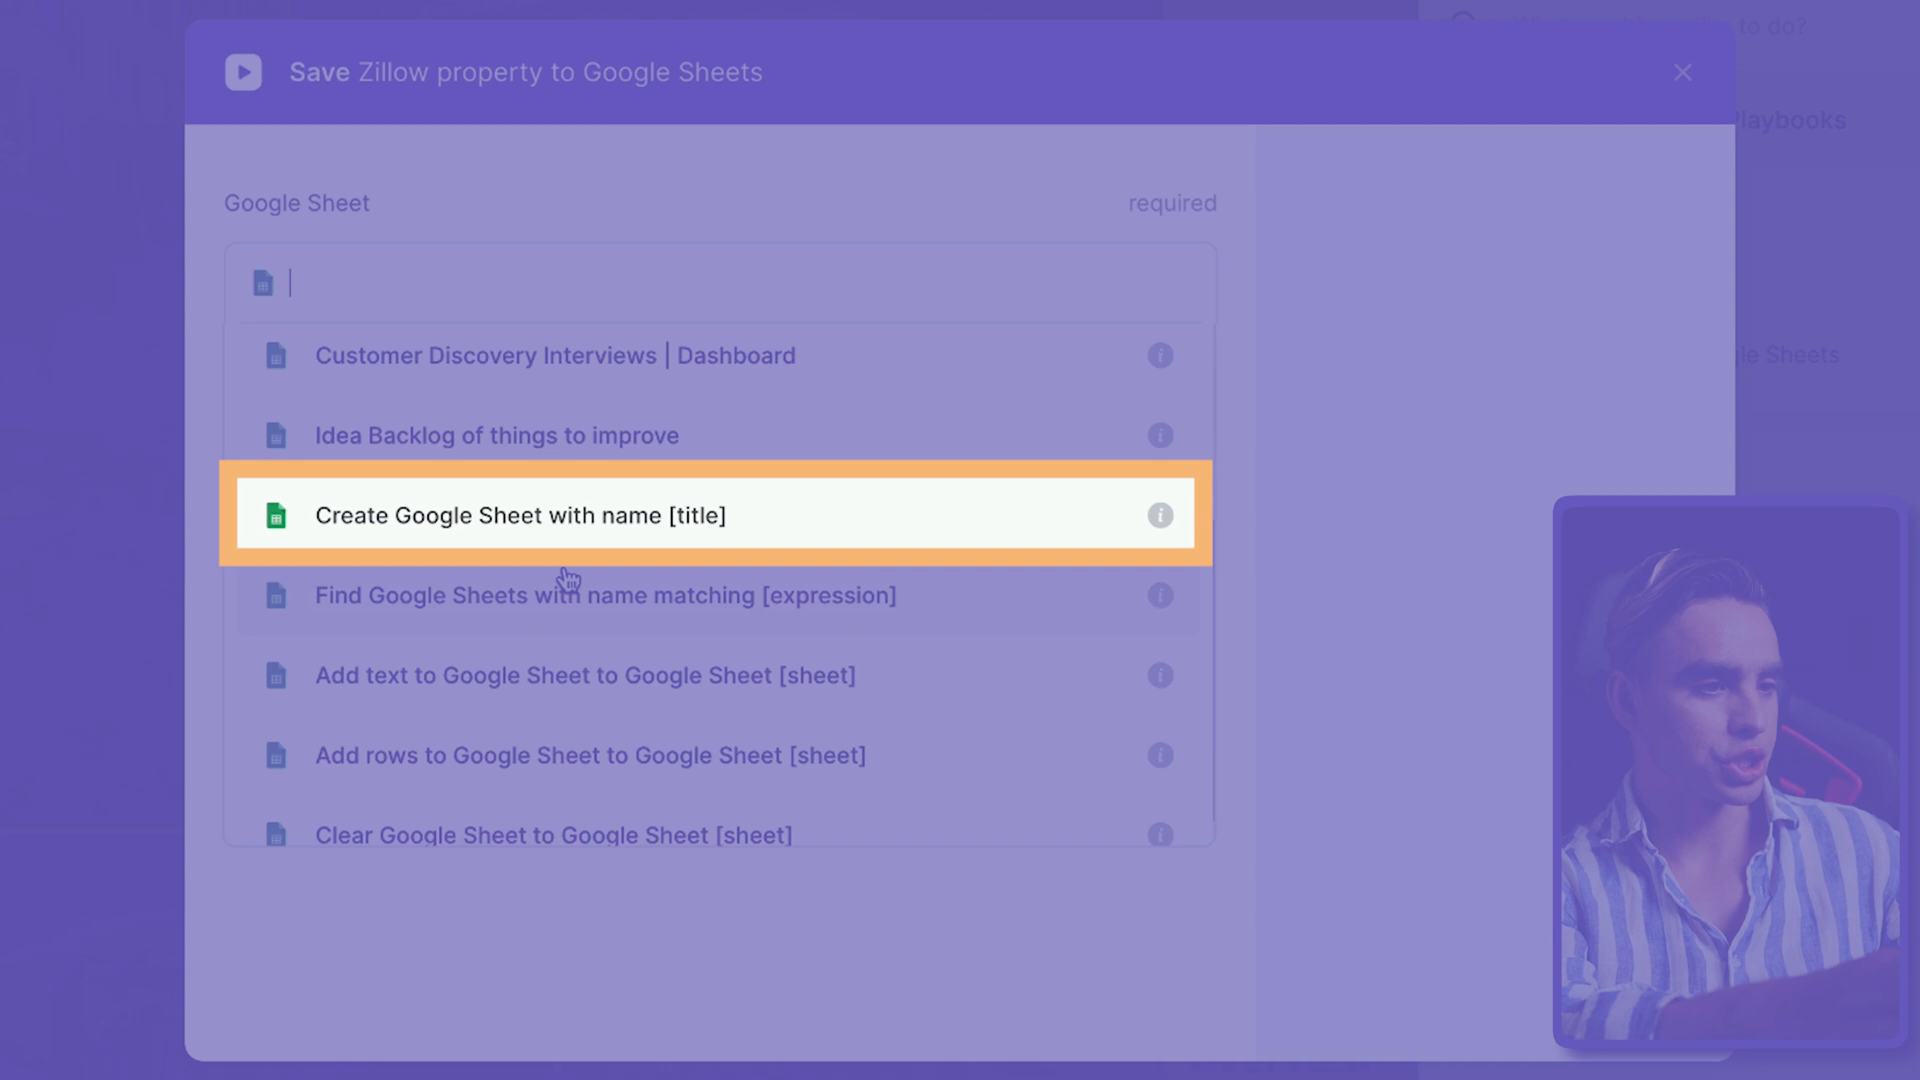 to do?
Save Zillow property to Google Sheets
Playbooks
Google Sheet
required
Customer Discovery Interviews | Dashboard
Sheets
Idea Backlog of things to improve
Create Google Sheet with name [title]
Find Google Sheets with name matching [expression]
Add text to Google Sheet to Google Sheet [sheet]
Add rows to Google Sheet to Google Sheet [sheet]
Clear Google Sheet to Google Sheet [sheet]